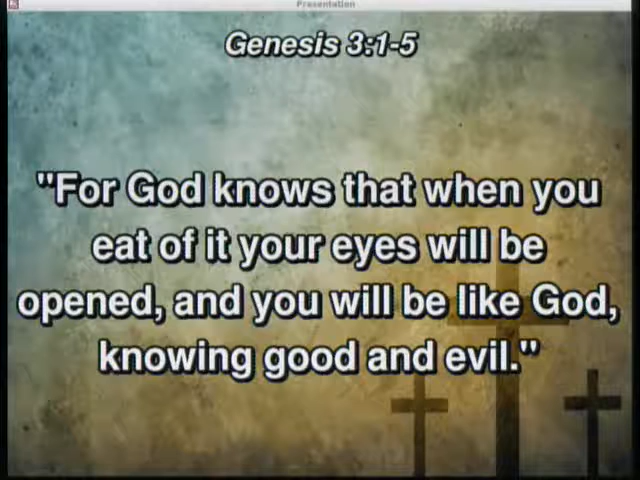 Presentation
Genesis 3:1-5
"For God knows that when you
eat of it your eyes will be
opened, and you will be like God,
knowing good and evil."